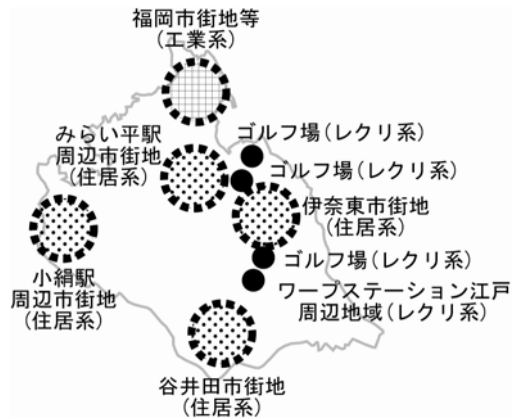 福岡市街地等
（工業系）
みらい平駅
周辺市街地
（住居系）
ゴルフ場（レクリ系）
ゴルフ場（レクリ系）
伊奈東市街地
（住居系）
小絹駅
周辺市街地
（住居系）
ゴルフ場（レクリ系）
ワープステーション江戸
周辺地域（レクリ系）
谷井田市街地
（住居系）